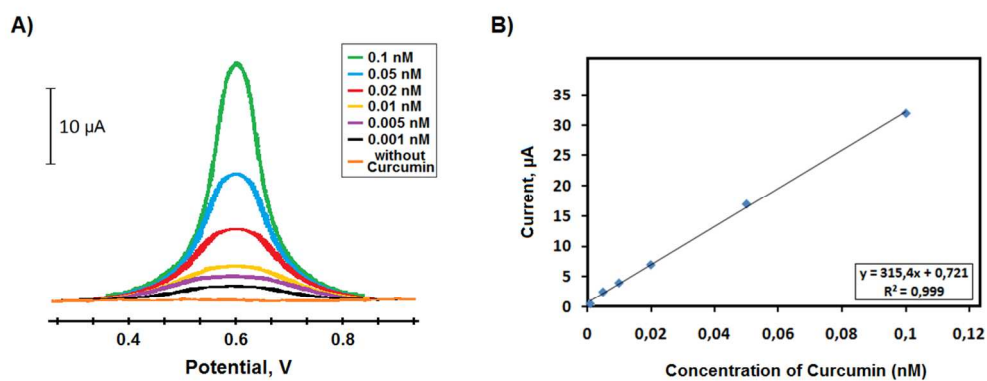 A)
10 µA
0.1 nM
0.05 nM
0.02 nM
0.01 nM
0.005 nM
0.001 nM
without
Curcumin
0.4
0.6
0.8
Potential, V
B)
35
30
25
20
15
10
5
0
Current, µA
y = 315,4x + 0,721
R² = 0,999
0
0,02
0,04
0,06
0,08
0,1
0,12
Concentration of Curcumin (nM)